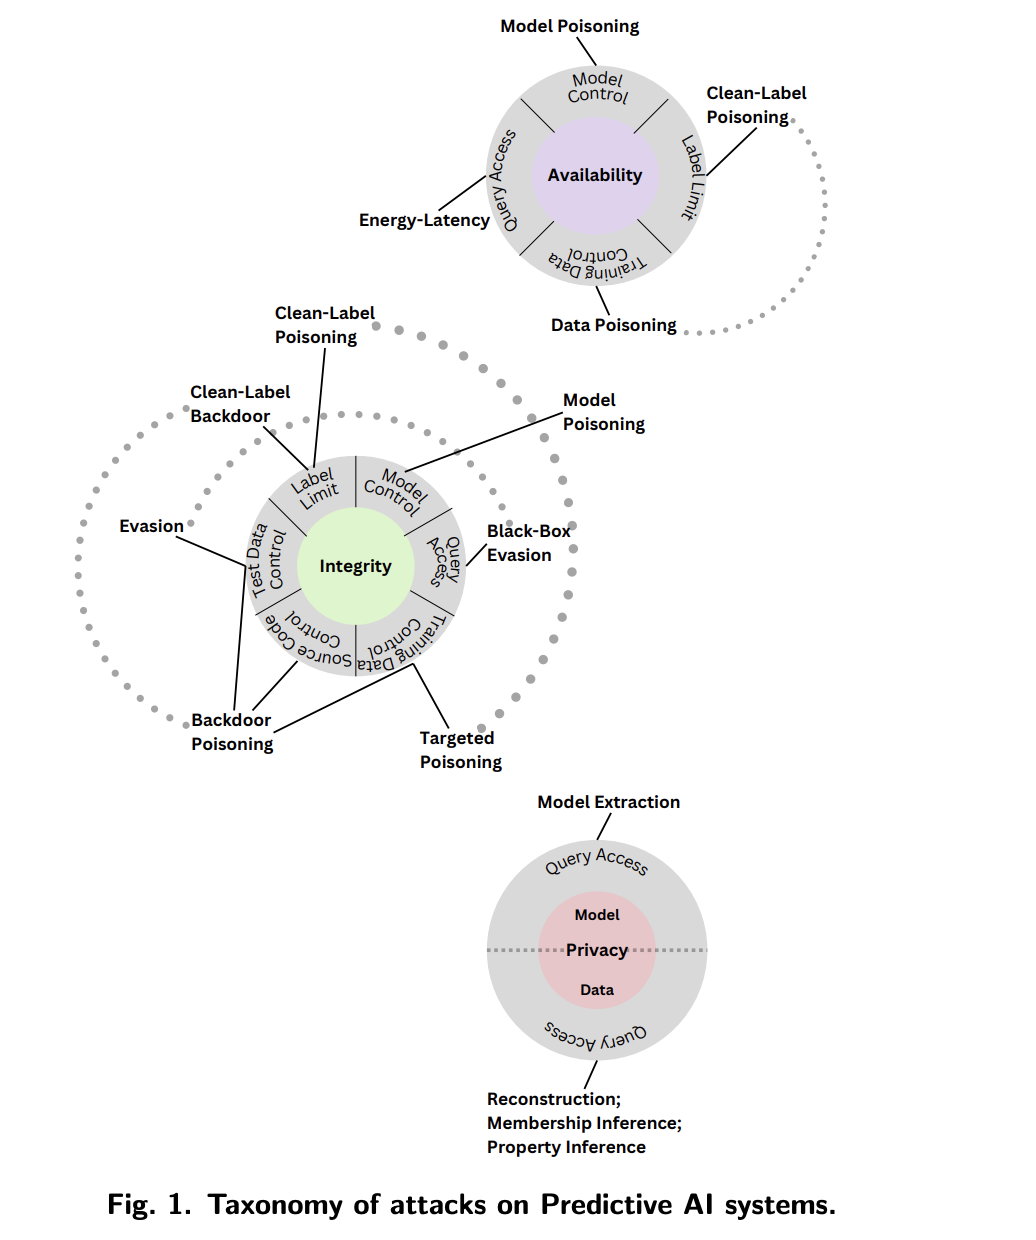 Model Poisoning
Model
Control
Clean-Label
Poisoning
Query Access
Availability
Label Limit
Energy-Latency
Control
Training Data
Data Poisoning
Clean-Label
Poisoning
Clean-Label
Backdoor
Model
Poisoning
Label
Limit
Model
Control
Evasion
Test Data
Control
Integrity
Query
Access
Black-Box
Evasion
Control
Source Code
Control
Training Data
Backdoor
Poisoning
Targeted
Poisoning
Model Extraction
Query Access
Model
Privacy
Data
Query Access
Reconstruction;
Membership Inference;
Property Inference
Fig. 1. Taxonomy of attacks on Predictive AI systems.